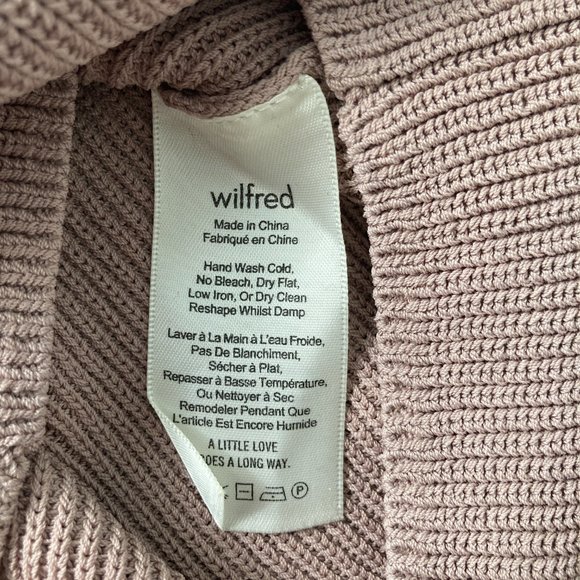 wilfred
Made in China
Fabriqué en Chine
Hand Wash Cold,
No Bleach, Dry Flat,
Low Iron, Or Dry Clean
Reshape Whilst Damp
Laver à La Main à L'eau Froide,
Pas De Blanchiment,
Sécher à Plat,
Repasser à Basse Température,
Ou Nettoyer à Sec
Remodeler Pendant Que
L'article Est Encore Humide
A LITTLE LOVE
OES A LONG WAY.
P